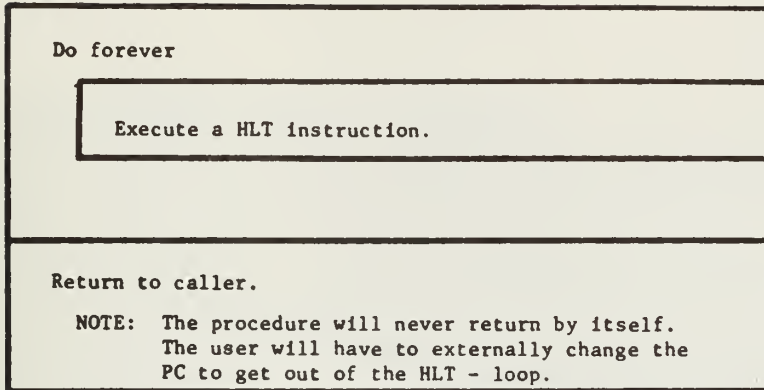 Do forever
Execute a HLT instruction.
Return to caller.
NOTE: The procedure will never return by itself.
The user will have to externally change the
PC to get out of the HLT - loop.